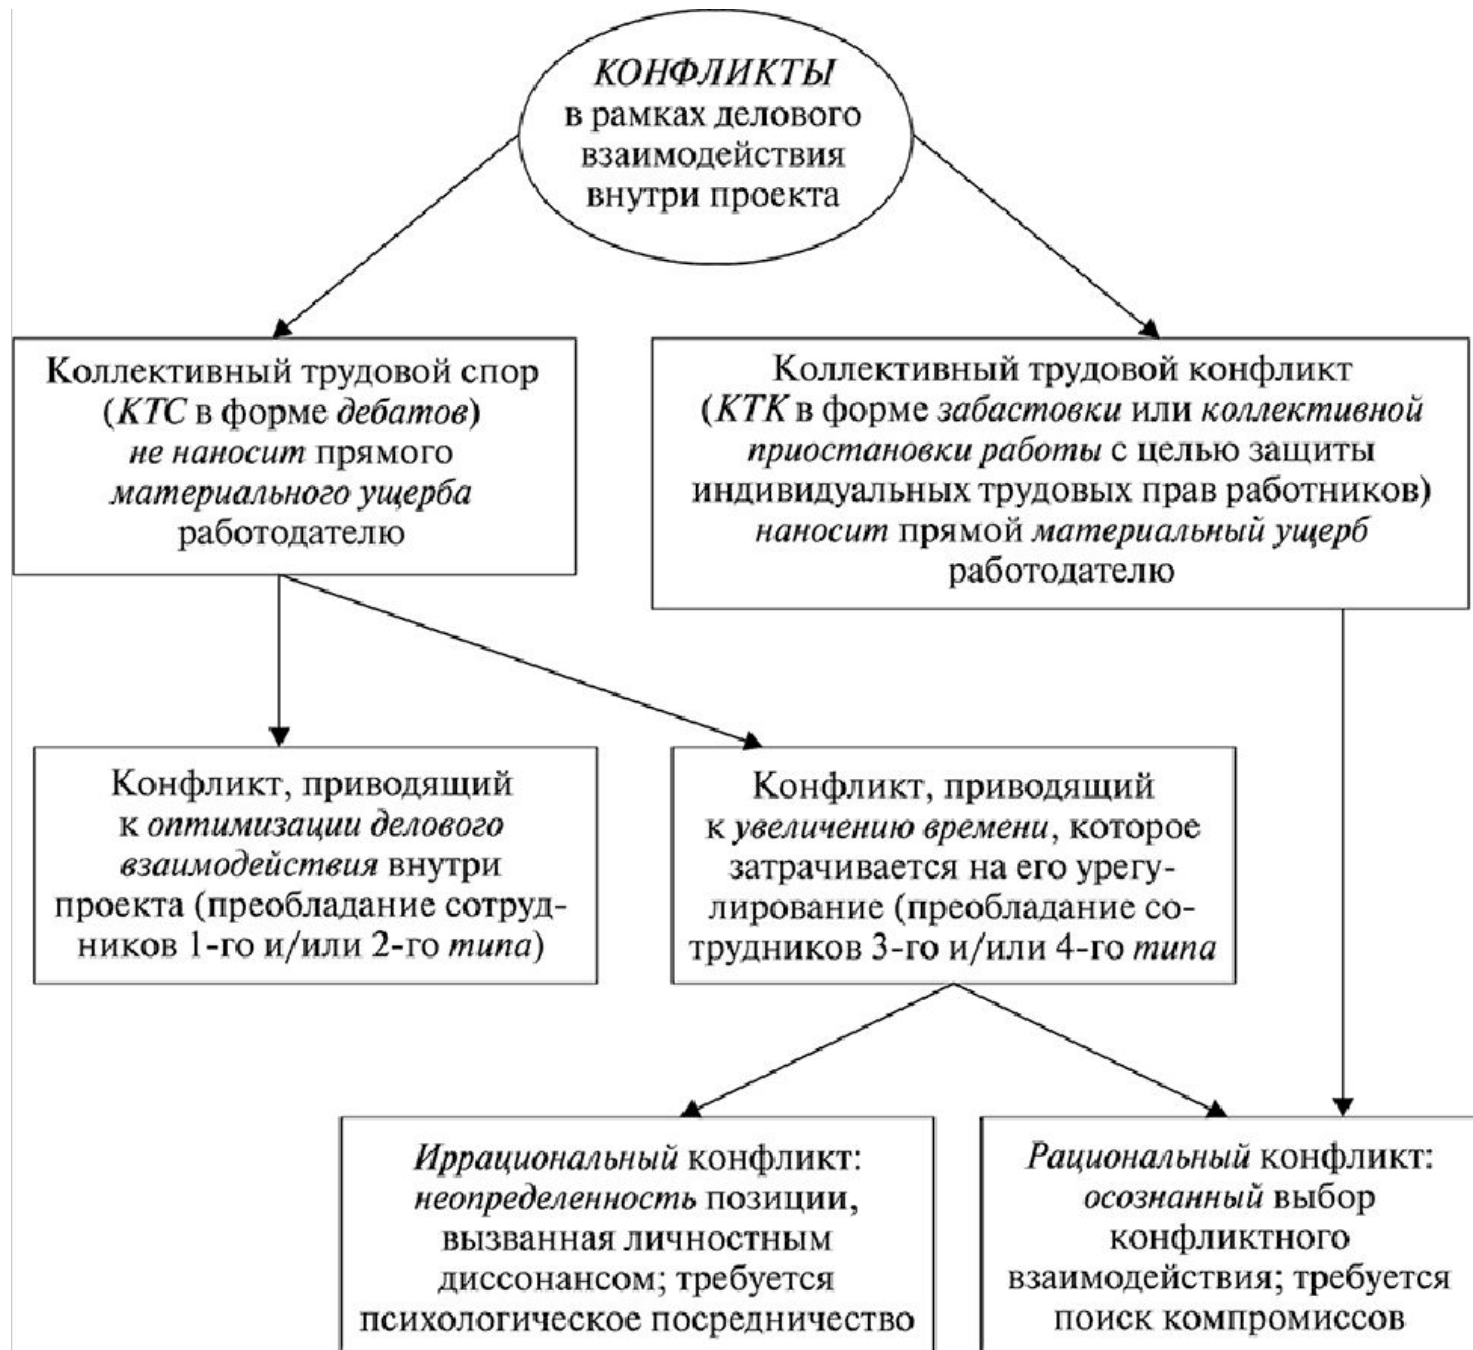 КОНФЛИКТЫ
в рамках делового
взаимодействия
внутри проекта
Коллективный трудовой спор
(КТС в форме дебатов)
не наносит прямого
материального ущерба
работодателю
Коллективный трудовой конфликт
(КТК в форме забастовки или коллективной
приостановки работы с целью защиты
индивидуальных трудовых прав работников)
наносит прямой материальный ущерб
работодателю
Конфликт, приводящий
к оптимизации делового
взаимодействия внутри
проекта (преобладание сотруд-
ников 1-го и/или 2-го типа)
Конфликт, приводящий
к увеличению времени, которое
затрачивается на его урегу-
лирование (преобладание со-
трудников 3-го и/или 4-го типа
Иррациональный конфликт:
неопределенность позиции,
вызванная личностным
диссонансом; требуется
психологическое посредничество
Рациональный конфликт:
осознанный выбор
конфликтного
взаимодействия; требуется
поиск компромиссов